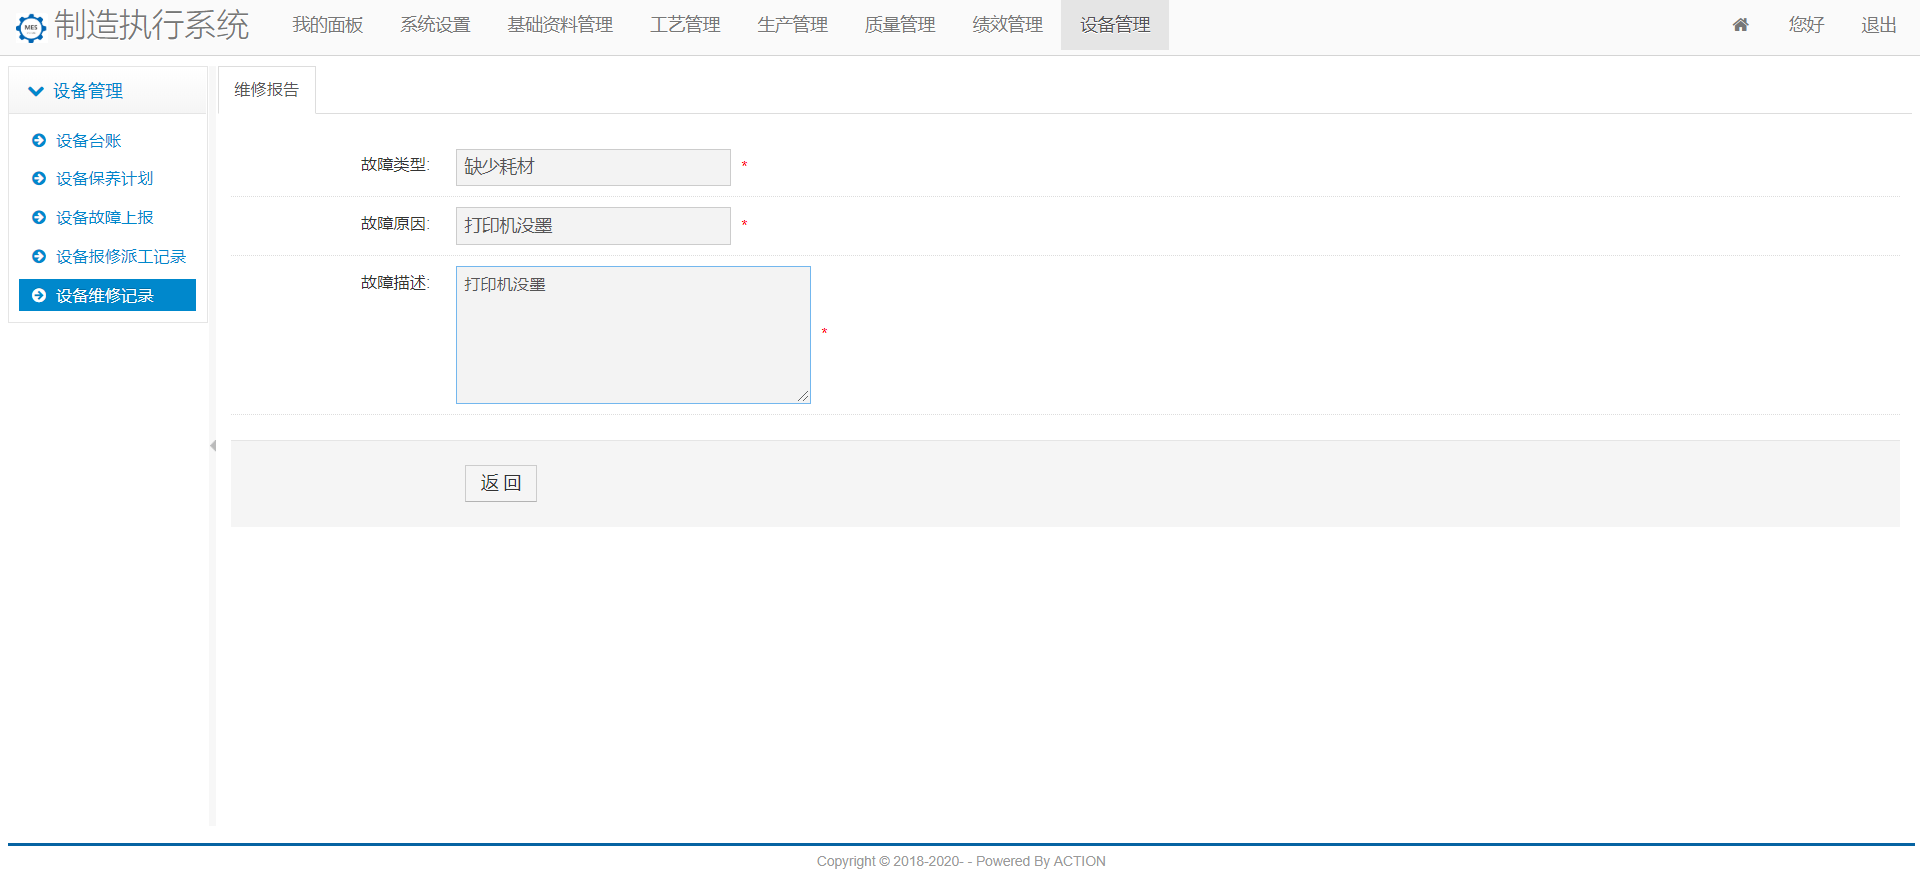 MES 制造执行系统 我的面板 系统设置 基础资料管理 工艺管理 生产管理 质量管理 绩效管理 设备管理 您好 退出
设备管理
设备台账
设备保养计划
设备故障上报
设备报修派工记录
设备维修记录
维修报告
故障类型: 缺少耗材 *
故障原因: 打印机没墨 *
故障描述: 打印机没墨 *
返 回
Copyright © 2018-2020- - Powered By ACTION